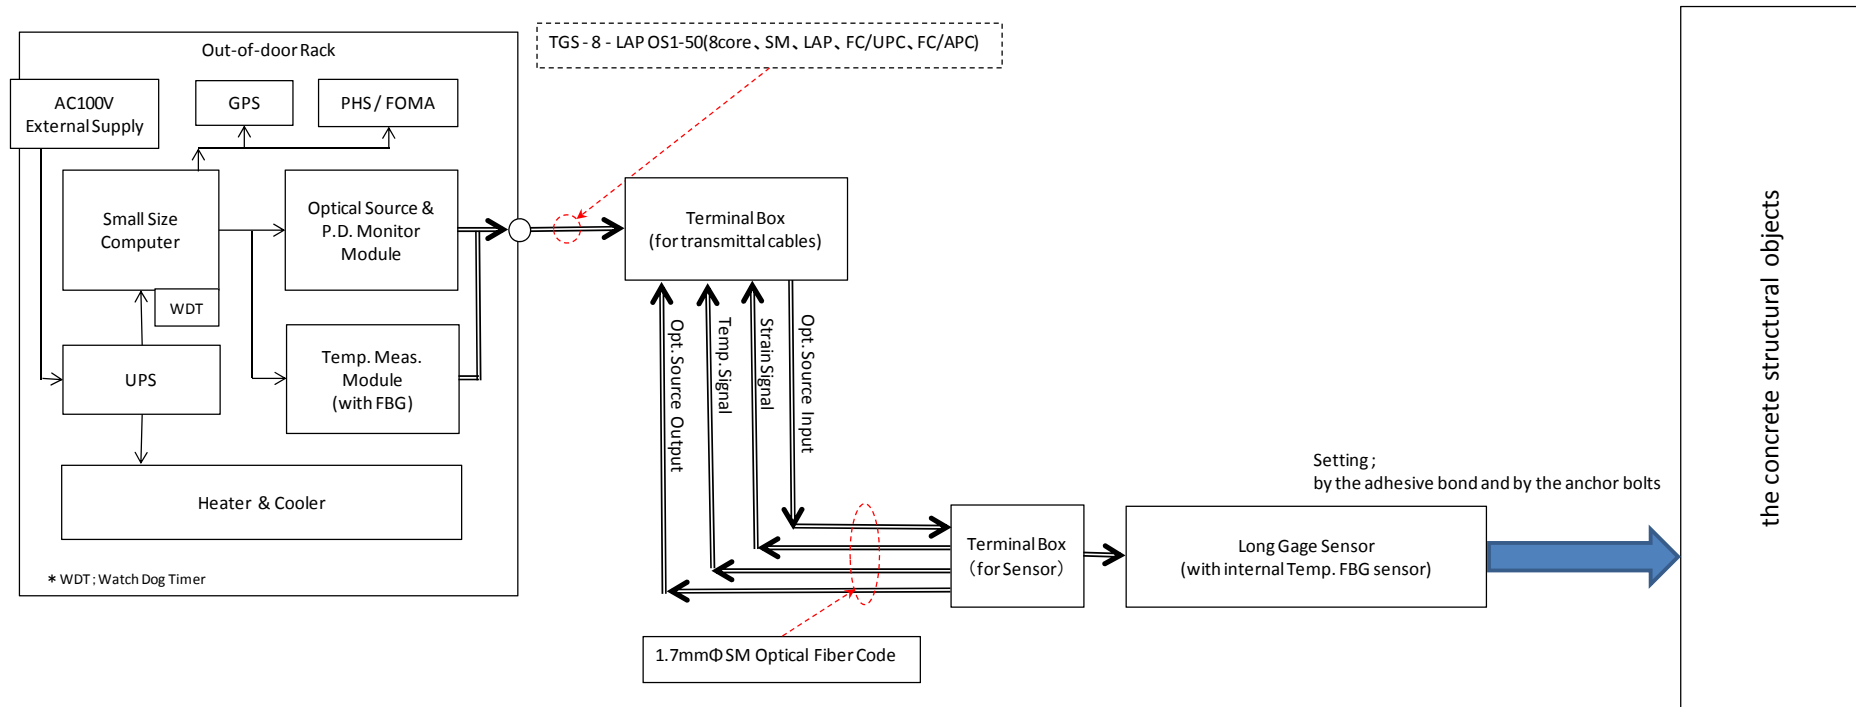 Out-of-door Rack
AC100V
External Supply
GPS
PHS / FOMA
Small Size
Computer
WDT
Optical Source &
P.D. Monitor
Module
UPS
Temp. Meas.
Module
(with FBG)
Heater & Cooler
* WDT ; Watch Dog Timer
TGS - 8 - LAP OS1-50(8core、SM、LAP、FC/UPC、FC/APC)
Terminal Box
(for transmittal cables)
Opt. Source Output
Temp. Signal
Strain Signal
Opt. Source Input
1.7mmΦ SM Optical Fiber Code
Terminal Box
(for Sensor)
Setting ;
by the adhesive bond and by the anchor bolts
Long Gage Sensor
(with internal Temp. FBG sensor)
the concrete structural objects